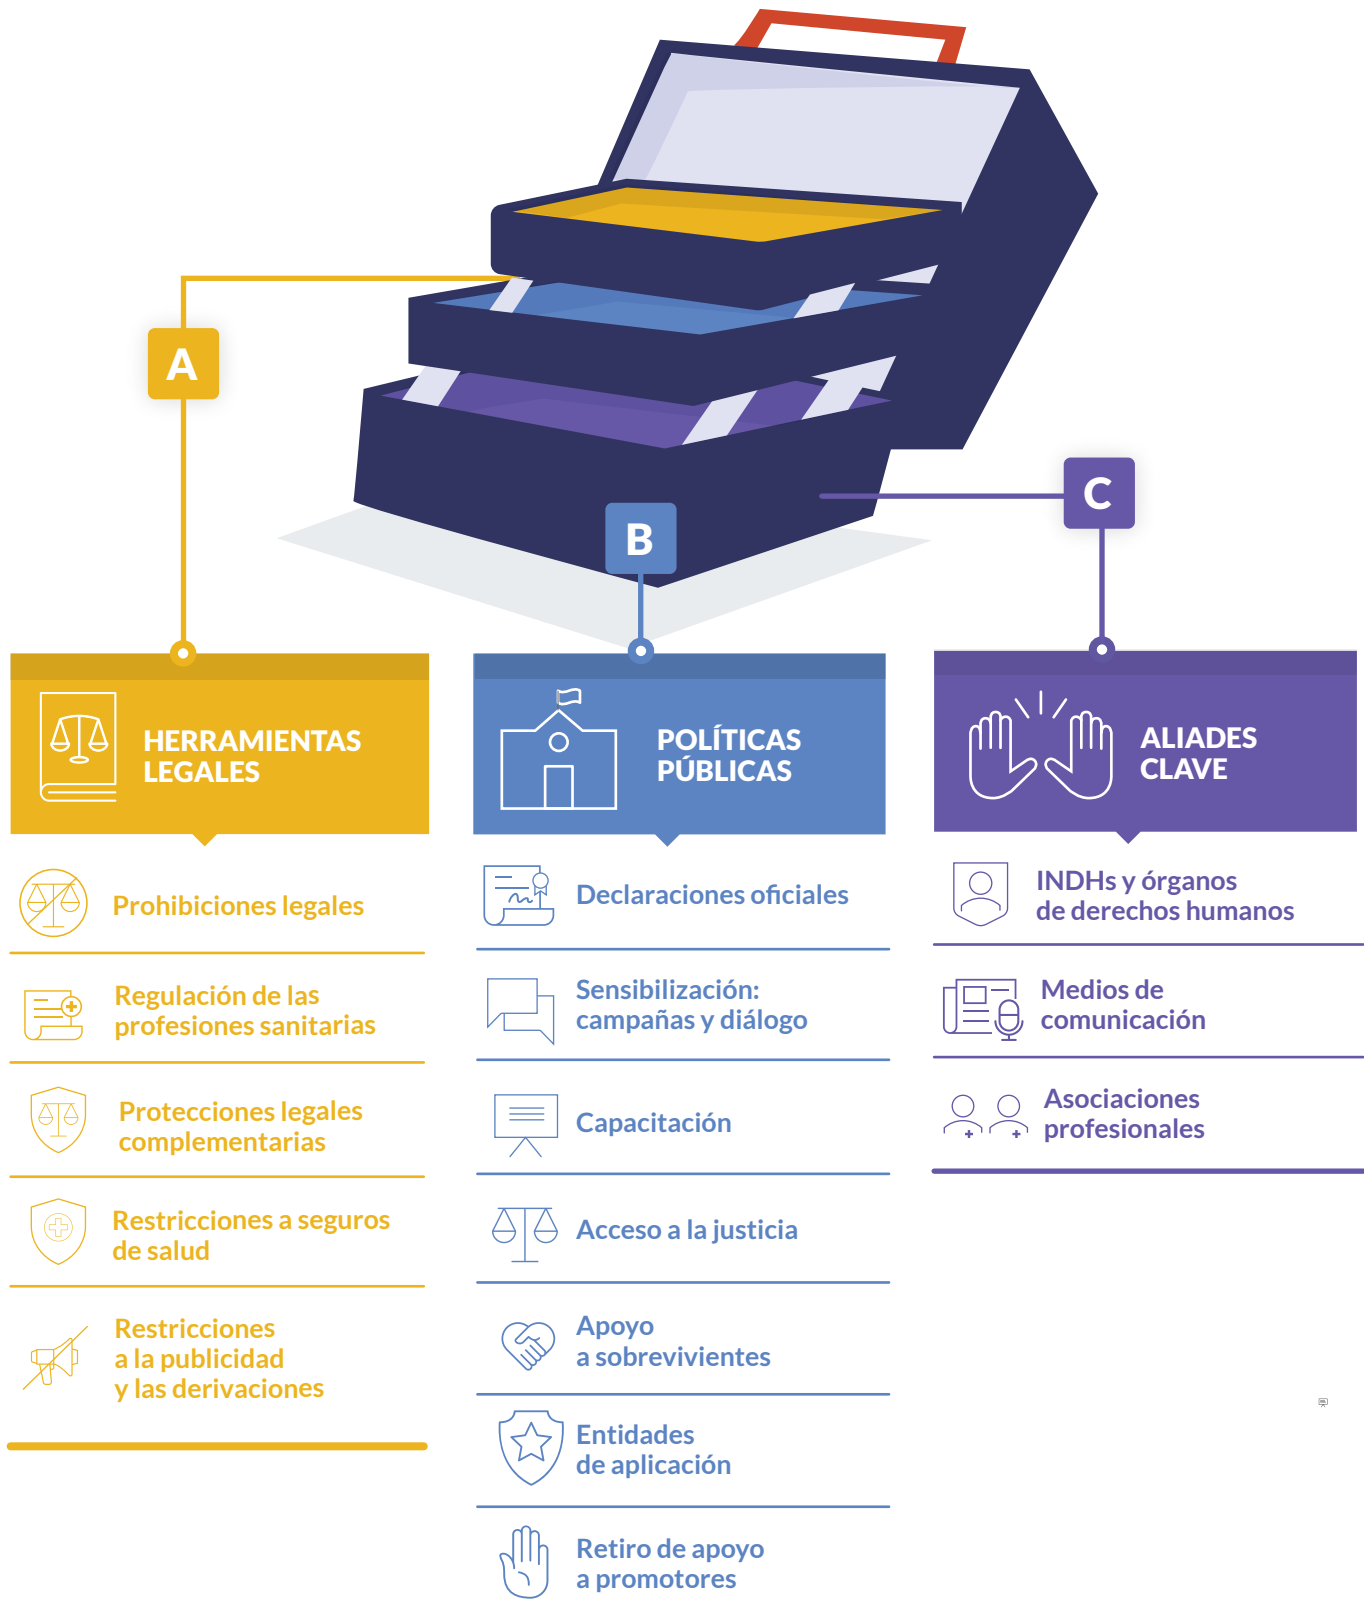 A
B
C
HERRAMIENTAS
LEGALES
Prohibiciones legales
Regulación de las
profesiones sanitarias
Protecciones legales
complementarias
Restricciones a seguros
de salud
Restricciones
a la publicidad
y las derivaciones
POLÍTICAS
PÚBLICAS
Declaraciones oficiales
Sensibilización:
campañas y diálogo
Capacitación
Acceso a la justicia
Apoyo
a sobrevivientes
Entidades
de aplicación
Retiro de apoyo
a promotores
ALIADES
CLAVE
INDHs y órganos
de derechos humanos
Medios de
comunicación
Asociaciones
profesionales